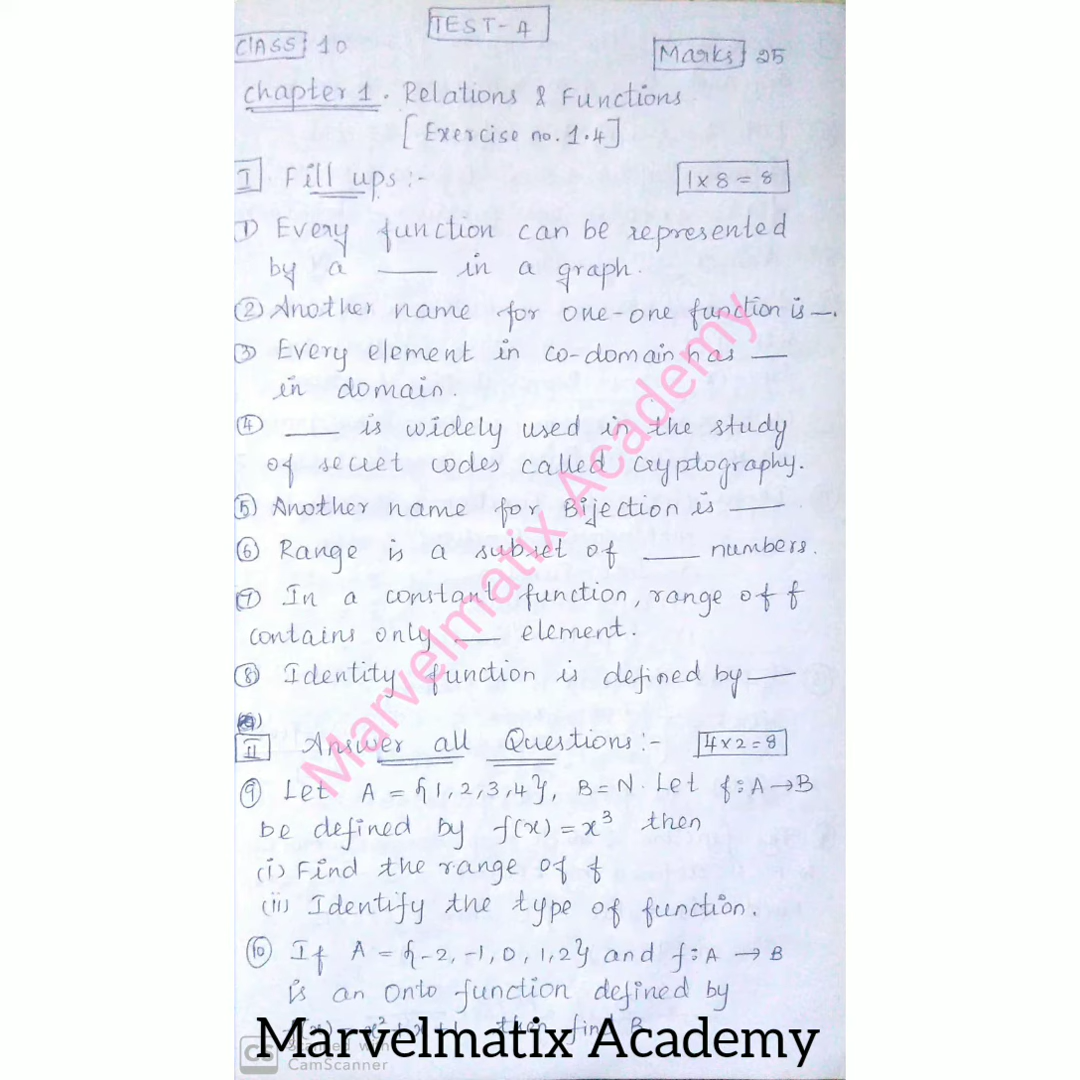 TEST-A
CLASS 10
Marks 25
Chapter 1. Relations & Functions
[Exercise no. 1.4]
I Fill ups:-
1x8=8
① Every function can be represented
by a ___ in a graph.
② Another name for one-one function is __.
③ Every element in co-domain has __
in domain.
④ ___ is widely used in the study
of secret codes called cryptography.
⑤ Another name for Bijection is ___
⑥ Range is a subset of ___ numbers.
⑦ In a constant function, range of f
contains only ___ element.
⑧ Identity function is defined by ___
II Answer all Questions:-
4x2=8
⑨ Let A = {1, 2, 3, 4}, B = N. Let f:A→B
be defined by f(x) = x³ then
(i) Find the range of f
(ii) Identify the type of function.
⑩ If A = {-2, -1, 0, 1, 2} and f:A → B
is an onto function defined by
then find B
Marvelmatix Academy
Marvelmatix Academy
CS
CamScanner